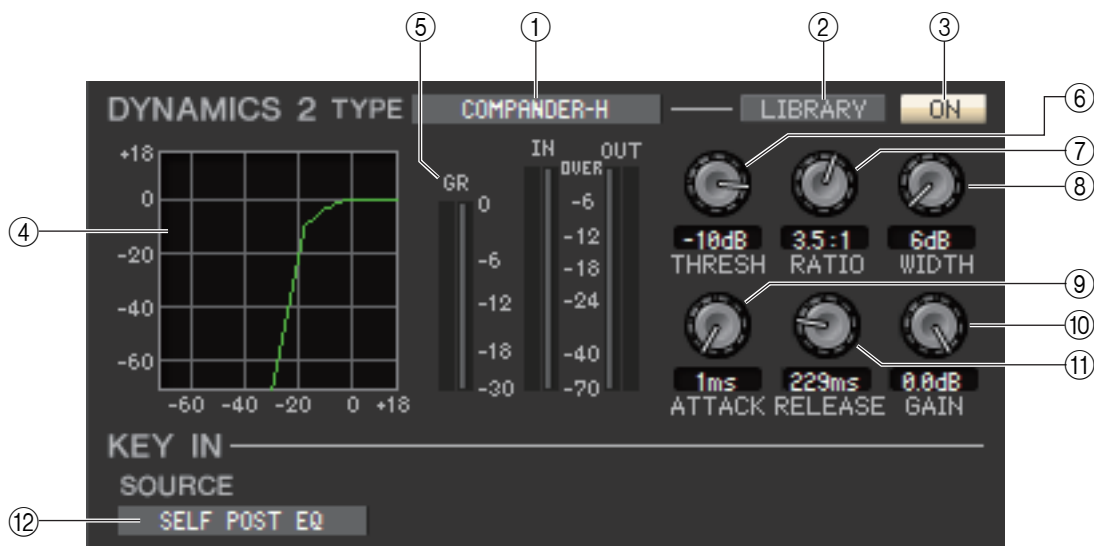 ⑤ ① ② ③
DYNAMICS 2 TYPE COMPANDER-H LIBRARY ON
⑥
⑦
⑧
④
+18
0
-20
-40
-60
-60 -40 -20 0 +18
GR
0
-6
-12
-18
-30
IN OUT
OVER
-6
-12
-18
-24
-40
-70
-10dB 3.5:1 6dB
THRESH RATIO WIDTH
⑨
⑩
⑪
1ms 229ms 0.0dB
ATTACK RELEASE GAIN
KEY IN
SOURCE
⑫ SELF POST EQ